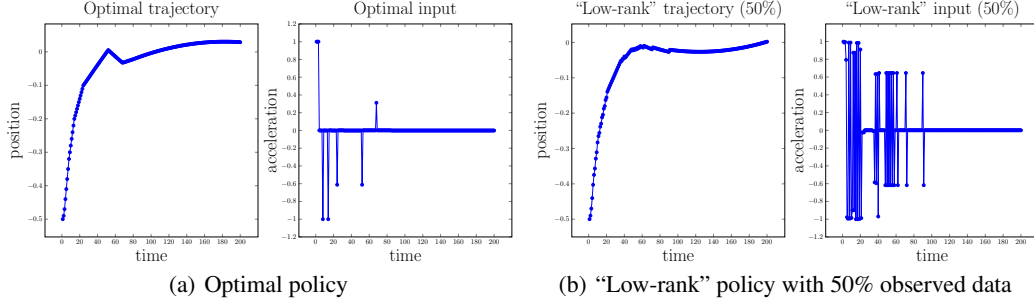 Optimal trajectory
Optimal input
"Low-rank" trajectory (50%)
"Low-rank" input (50%)
position
0
−0.1
−0.2
−0.3
−0.4
−0.5
0 20 40 60 80 100 120 140 160 180 200
time
acceleration
1.2
1
0.8
0.6
0.4
0.2
0
−0.2
−0.4
−0.6
−0.8
−1
−1.2
0 20 40 60 80 100 120 140 160 180 200
time
position
0
−0.1
−0.2
−0.3
−0.4
−0.5
0 20 40 60 80 100 120 140 160 180 200
time
acceleration
1.2
1
0.8
0.6
0.4
0.2
0
−0.2
−0.4
−0.6
−0.8
−1
−1.2
0 20 40 60 80 100 120 140 160 180 200
time
(a) Optimal policy
(b) "Low-rank" policy with 50% observed data